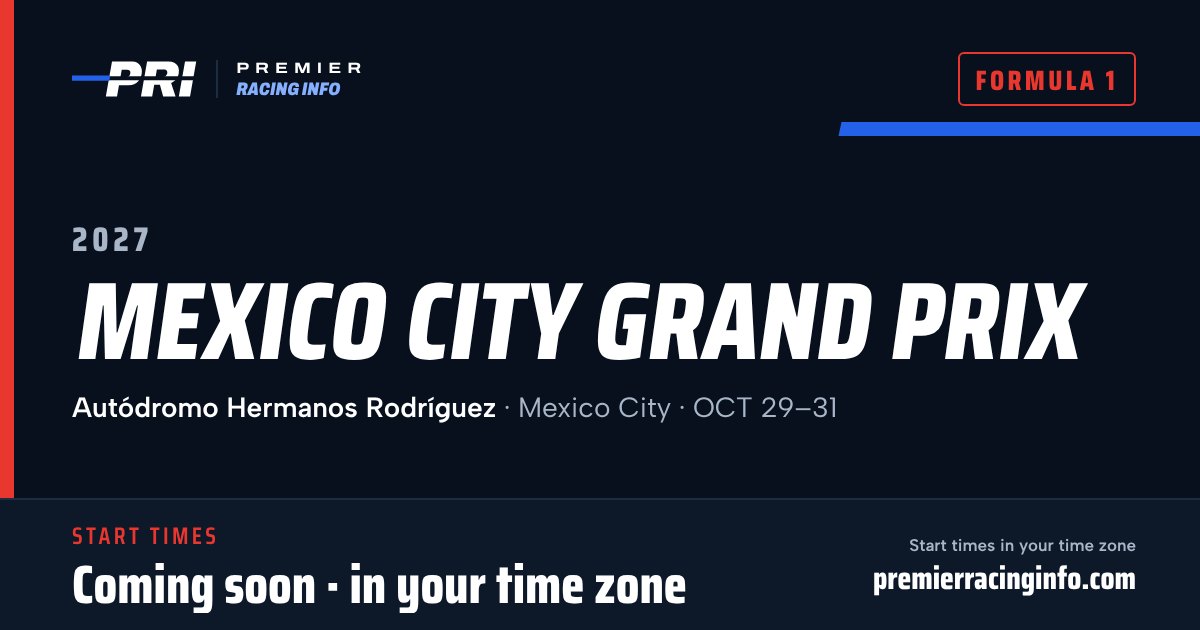 PRI
PREMIER
RACING INFO
FORMULA 1
2027
MEXICO CITY GRAND PRIX
Autódromo Hermanos Rodríguez · Mexico City · OCT 29–31
START TIMES
Coming soon · in your time zone
Start times in your time zone
premierracinginfo.com